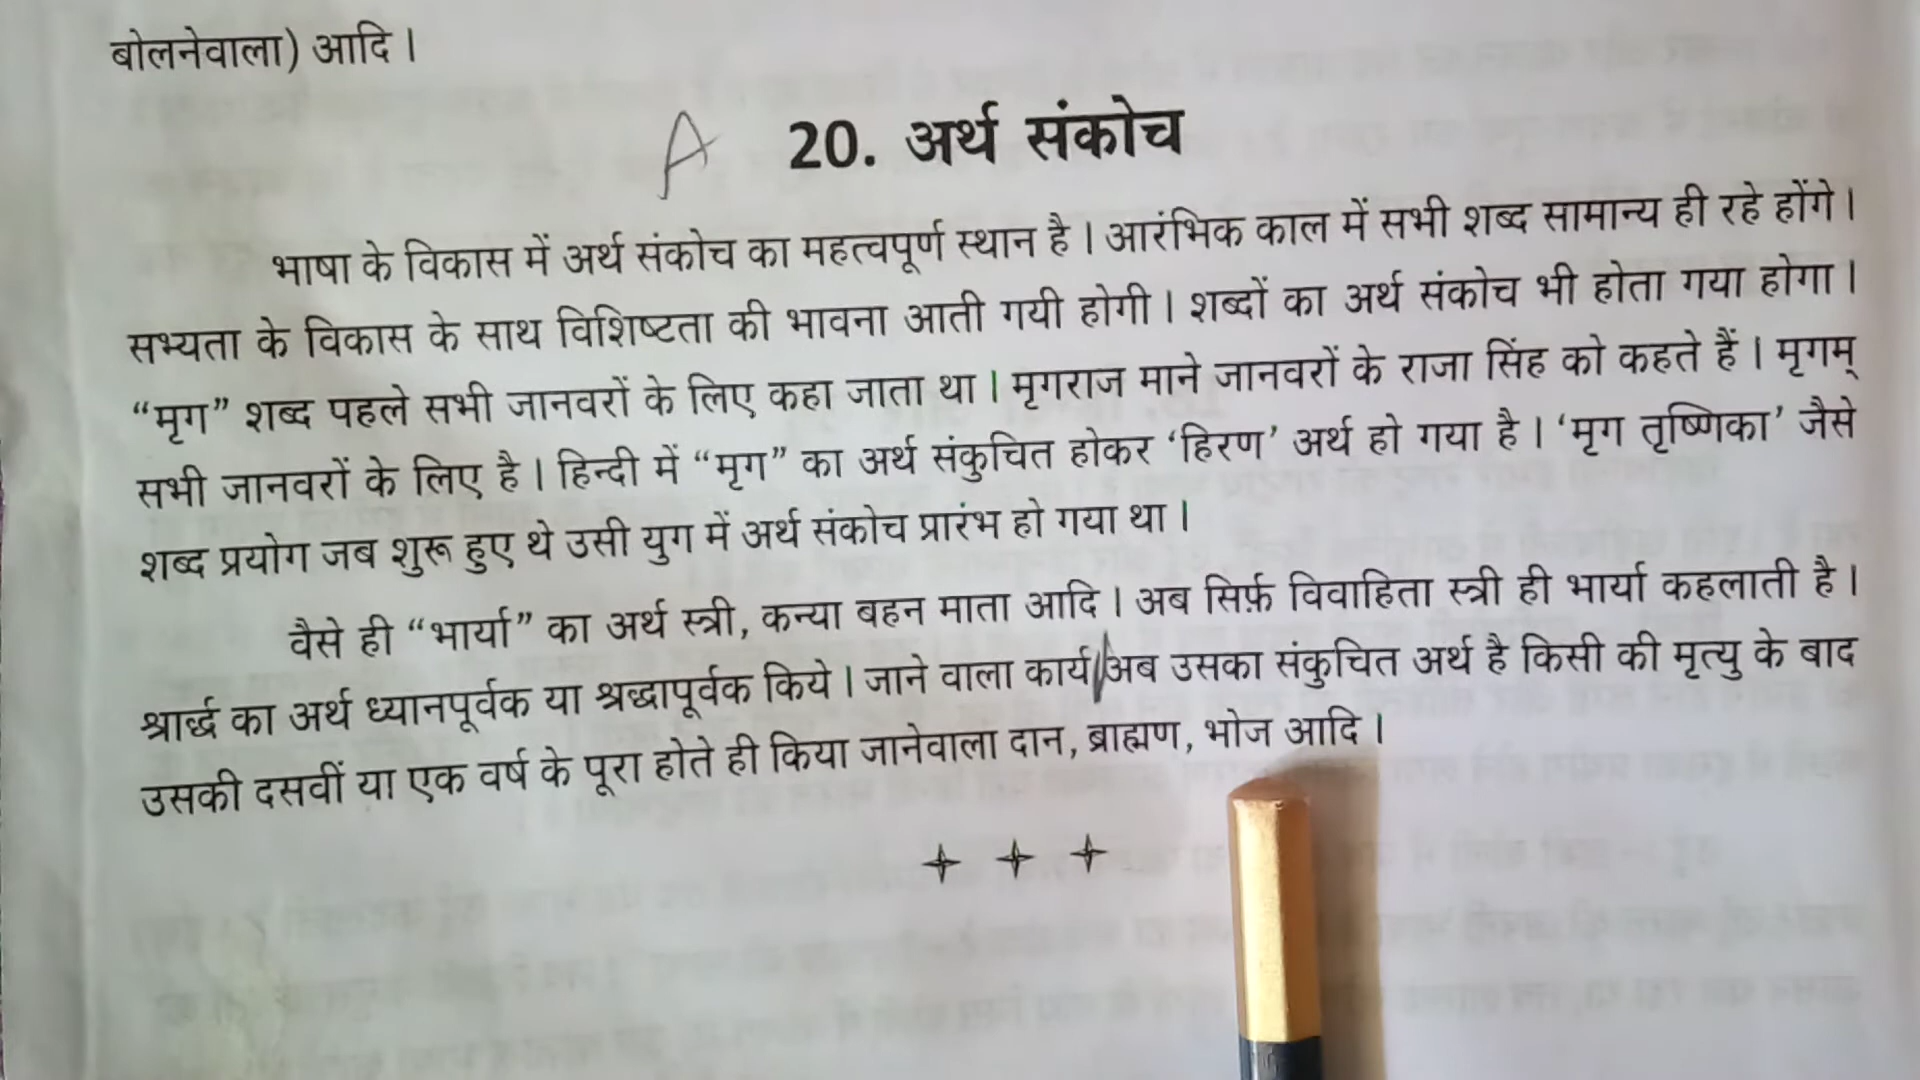 बोलनेवाला) आदि ।
A 20. अर्थ संकोच
भाषा के विकास में अर्थ संकोच का महत्वपूर्ण स्थान है । आरंभिक काल में सभी शब्द सामान्य ही रहे होंगे ।
सभ्यता के विकास के साथ विशिष्टता की भावना आती गयी होगी । शब्दों का अर्थ संकोच भी होता गया होगा ।
“मृग” शब्द पहले सभी जानवरों के लिए कहा जाता था । मृगराज माने जानवरों के राजा सिंह को कहते हैं । मृगम्
सभी जानवरों के लिए है । हिन्दी में “मृग” का अर्थ संकुचित होकर ‘हिरण’ अर्थ हो गया है । ‘मृग तृष्णिका’ जैसे
शब्द प्रयोग जब शुरू हुए थे उसी युग में अर्थ संकोच प्रारंभ हो गया था ।
वैसे ही “भार्या” का अर्थ स्त्री, कन्या बहन माता आदि । अब सिर्फ़ विवाहिता स्त्री ही भार्या कहलाती है ।
श्रार्द्ध का अर्थ ध्यानपूर्वक या श्रद्धापूर्वक किये । जाने वाला कार्य|अब उसका संकुचित अर्थ है किसी की मृत्यु के बाद
उसकी दसवीं या एक वर्ष के पूरा होते ही किया जानेवाला दान, ब्राह्मण, भोज आदि ।